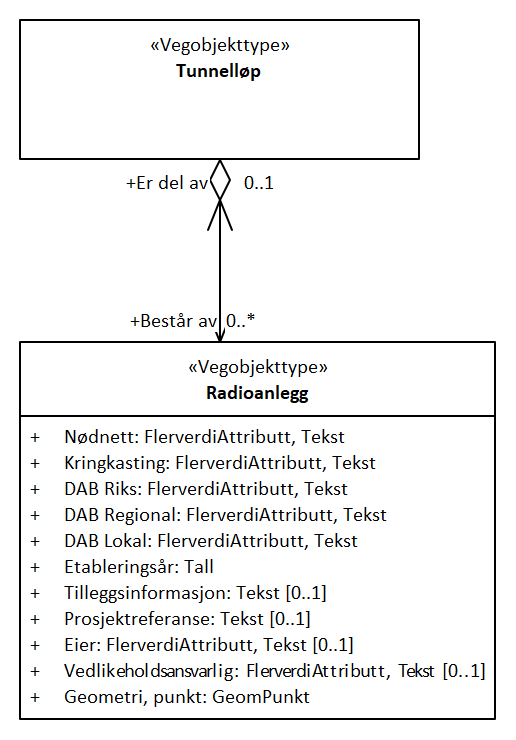 «Vegobjekttype»
Tunnelløp
+Er del av 0..1
+Består av 0..*
«Vegobjekttype»
Radioanlegg
+ Nødnett: FlerverdiAttributt, Tekst
+ Kringkasting: FlerverdiAttributt, Tekst
+ DAB Riks: FlerverdiAttributt, Tekst
+ DAB Regional: FlerverdiAttributt, Tekst
+ DAB Lokal: FlerverdiAttributt, Tekst
+ Etableringsår: Tall
+ Tilleggsinformasjon: Tekst [0..1]
+ Prosjektreferanse: Tekst [0..1]
+ Eier: FlerverdiAttributt, Tekst [0..1]
+ Vedlikeholdsansvarlig: FlerverdiAttributt, Tekst [0..1]
+ Geometri, punkt: GeomPunkt